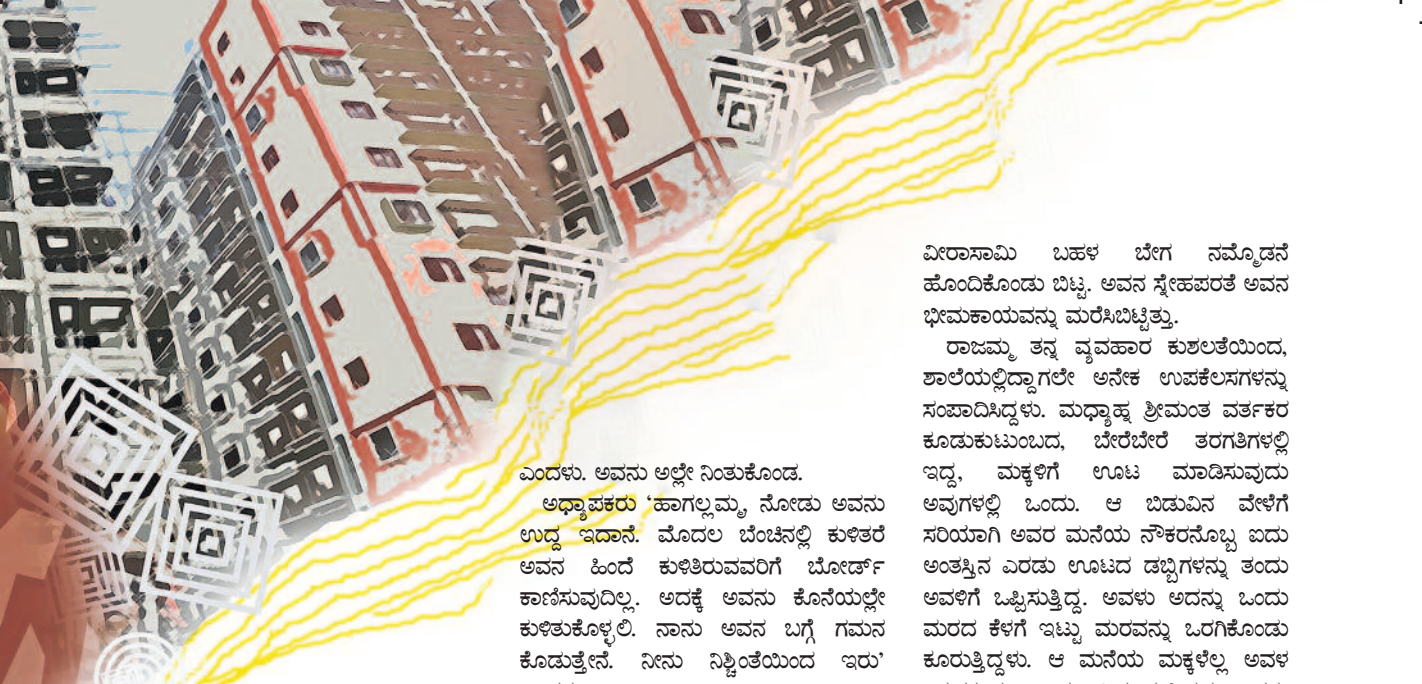 ಎಂದಳು. ಅವನು ಅಲ್ಲೇ ನಿಂತುಕೊಂಡ.
ಅಧ್ಯಾಪಕರು ‘ಹಾಗಲ್ಲಮ್ಮ, ನೋಡು ಅವನು
ಉದ್ದ ಇದಾನೆ. ಮೊದಲ ಬೆಂಚಿನಲ್ಲಿ ಕುಳಿತರೆ
ಅವನ ಹಿಂದೆ ಕುಳಿತಿರುವವರಿಗೆ ಬೋರ್ಡ್
ಕಾಣಿಸುವುದಿಲ್ಲ. ಅದಕ್ಕೆ ಅವನು ಕೊನೆಯಲ್ಲೇ
ಕುಳಿತುಕೊಳ್ಳಲಿ. ನಾನು ಅವನ ಬಗ್ಗೆ ಗಮನ
ಕೊಡುತ್ತೇನೆ. ನೀನು ನಿಶ್ಚಿಂತೆಯಿಂದ ಇರು’
ವೀರಾಸಾಮಿ ಬಹಳ ಬೇಗ ನಮ್ಮೊಡನೆ
ಹೊಂದಿಕೊಂಡು ಬಿಟ್ಟ. ಅವನ ಸ್ನೇಹಪರತೆ ಅವನ
ಭೀಮಕಾಯವನ್ನು ಮರೆಸಿಬಿಟ್ಟಿತ್ತು.
ರಾಜಮ್ಮ ತನ್ನ ವ್ಯವಹಾರ ಕುಶಲತೆಯಿಂದ,
ಶಾಲೆಯಲ್ಲಿದ್ದಾಗಲೇ ಅನೇಕ ಉಪಕೆಲಸಗಳನ್ನು
ಸಂಪಾದಿಸಿದ್ದಳು. ಮಧ್ಯಾಹ್ನ ಶ್ರೀಮಂತ ವರ್ತಕರ
ಕೂಡುಕುಟುಂಬದ, ಬೇರೆಬೇರೆ ತರಗತಿಗಳಲ್ಲಿ
ಇದ್ದ, ಮಕ್ಕಳಿಗೆ ಊಟ ಮಾಡಿಸುವುದು
ಅವುಗಳಲ್ಲಿ ಒಂದು. ಆ ಬಿಡುವಿನ ವೇಳೆಗೆ
ಸರಿಯಾಗಿ ಅವರ ಮನೆಯ ನೌಕರನೊಬ್ಬ ಐದು
ಅಂತಸ್ತಿನ ಎರಡು ಊಟದ ಡಬ್ಬಿಗಳನ್ನು ತಂದು
ಅವಳಿಗೆ ಒಪ್ಪಿಸುತ್ತಿದ್ದ. ಅವಳು ಅದನ್ನು ಒಂದು
ಮರದ ಕೆಳಗೆ ಇಟ್ಟು ಮರವನ್ನು ಒರಗಿಕೊಂಡು
ಕೂರುತ್ತಿದ್ದಳು. ಆ ಮನೆಯ ಮಕ್ಕಳೆಲ್ಲ ಅವಳ